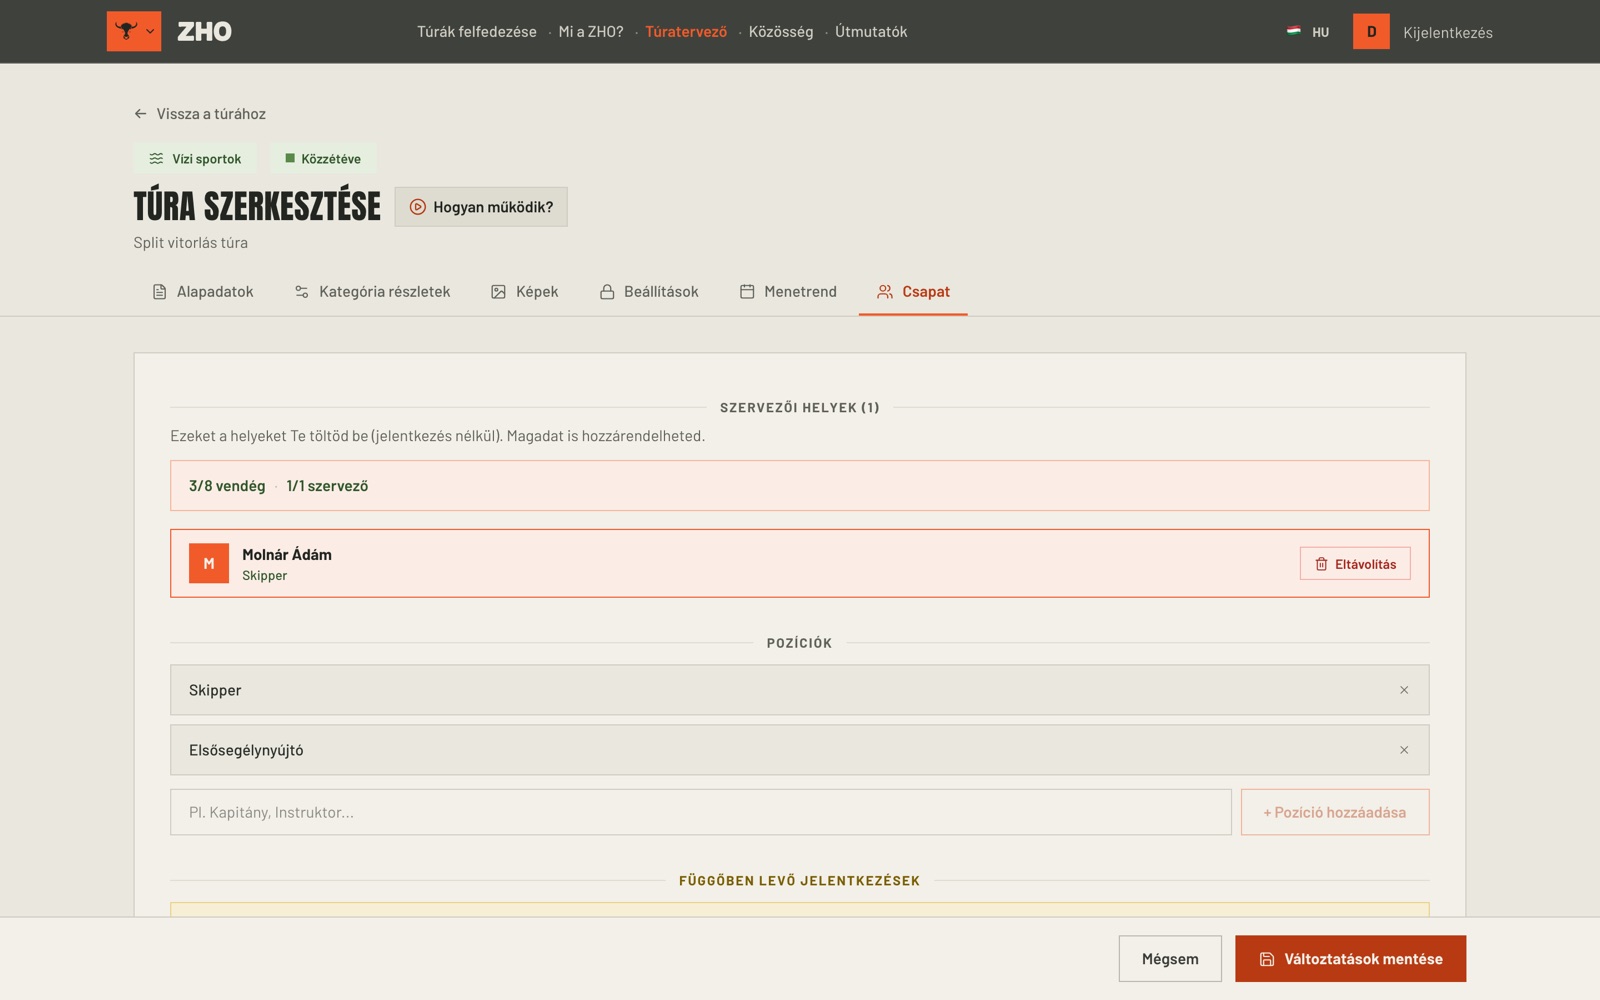 ZHO
Túrák felfedezése · Mi a ZHO? · Túratervező · Közösség · Útmutatók
HU
D
Kijelentkezés
← Vissza a túrához
Vízi sportok
Közzétéve
TÚRA SZERKESZTÉSE
Hogyan működik?
Split vitorlás túra
Alapadatok
Kategória részletek
Képek
Beállítások
Menetrend
Csapat
SZERVEZŐI HELYEK (1)
Ezeket a helyeket Te töltöd be (jelentkezés nélkül). Magadat is hozzárendelheted.
3/8 vendég · 1/1 szervező
M
Molnár Ádám
Skipper
Eltávolítás
POZÍCIÓK
Skipper
Elsősegélynyújtó
Pl. Kapitány, Instruktor...
+ Pozíció hozzáadása
FÜGGŐBEN LEVŐ JELENTKEZÉSEK
Mégsem
Változtatások mentése